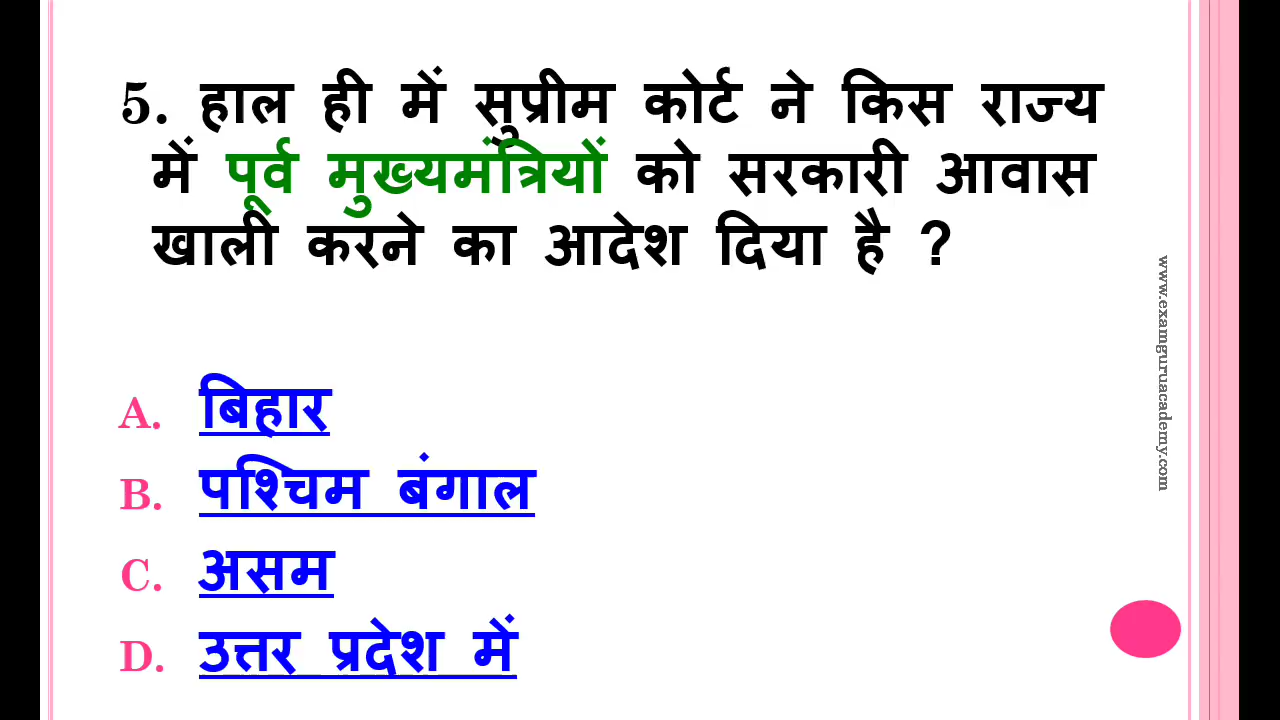 5. हाल ही में सुप्रीम कोर्ट ने किस राज्य
में पूर्व मुख्यमंत्रियों को सरकारी आवास
खाली करने का आदेश दिया है ?
A. बिहार
B. पश्चिम बंगाल
C. असम
D. उत्तर प्रदेश में
www.examguruacademy.com